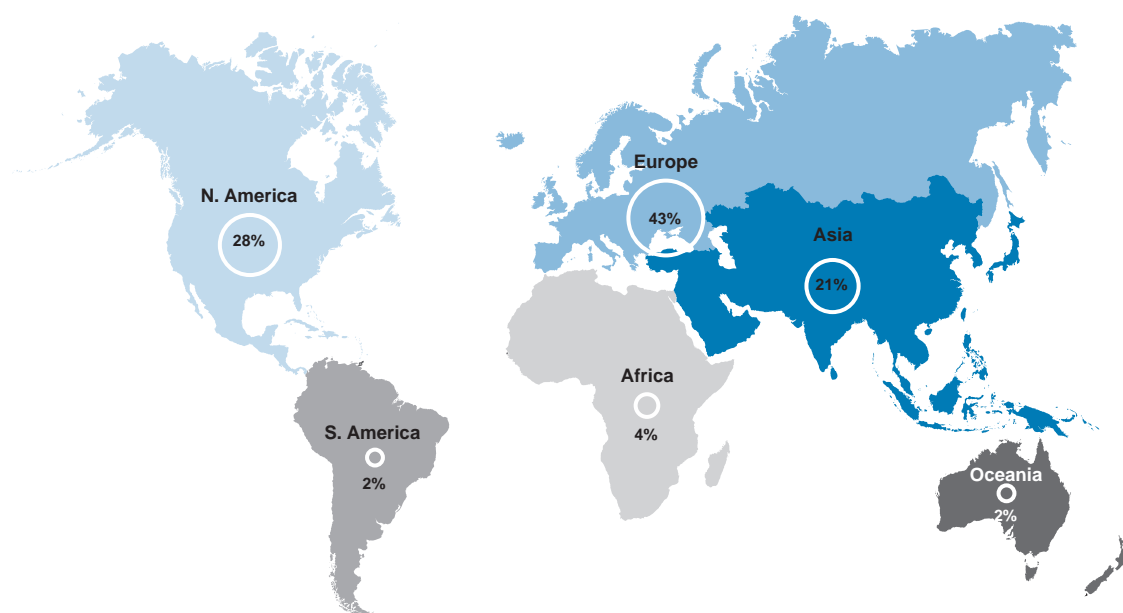 Europe
43%
N. America
28%
Asia
21%
Africa
4%
S. America
2%
Oceania
2%